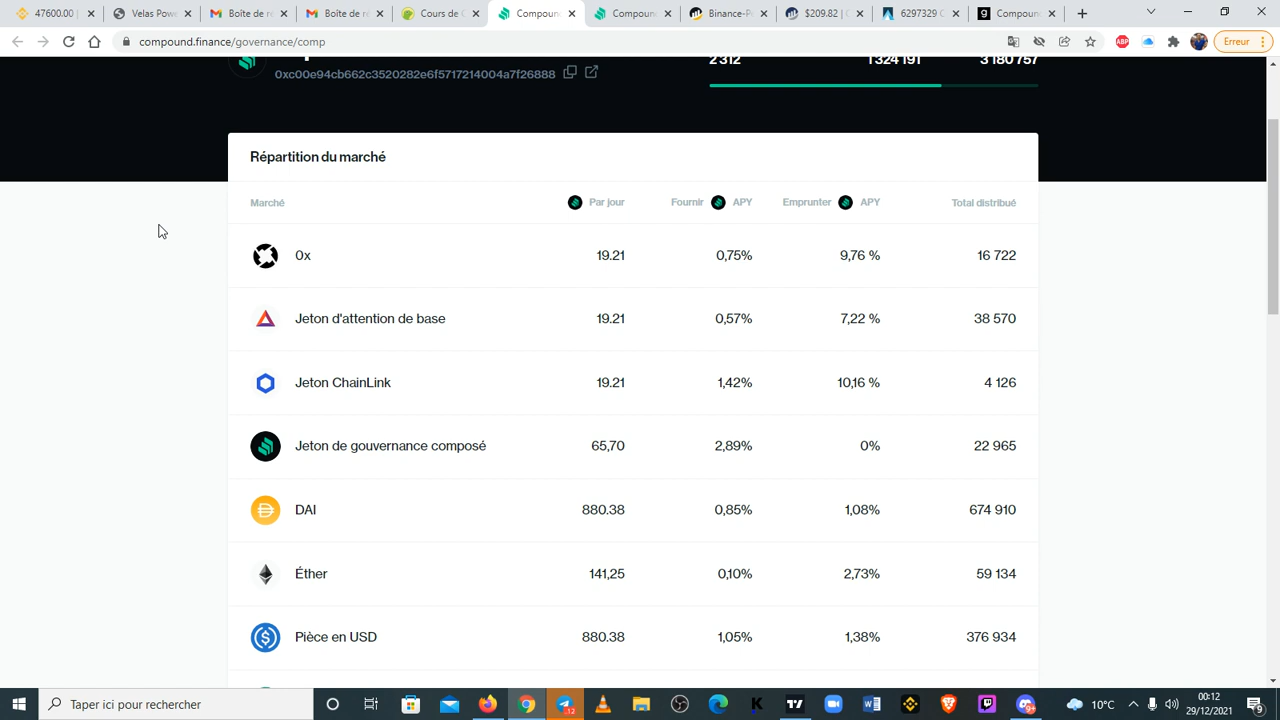 47600.00 |
Velas Powe
Boîte de ré
Boîte de ré
Cours de C
Compoun
Compoun
Binance-P
$209.82 | C
6297329 C
Compoun
compound.finance/governance/comp
ABP
Erreur
0xc00e94cb662c3520282e6f5717214004a7f26888
2 312 1 324 191 3 180 757
Répartition du marché
Marché Par jour Fournir APY Emprunter APY Total distribué
0x 19.21 0,75% 9,76 % 16 722
Jeton d'attention de base 19.21 0,57% 7,22 % 38 570
Jeton ChainLink 19.21 1,42% 10,16 % 4 126
Jeton de gouvernance composé 65,70 2,89% 0% 22 965
DAI 880.38 0,85% 1,08% 674 910
Éther 141,25 0,10% 2,73% 59 134
Pièce en USD 880.38 1,05% 1,38% 376 934
Taper ici pour rechercher
10°C
00:12
29/12/2021